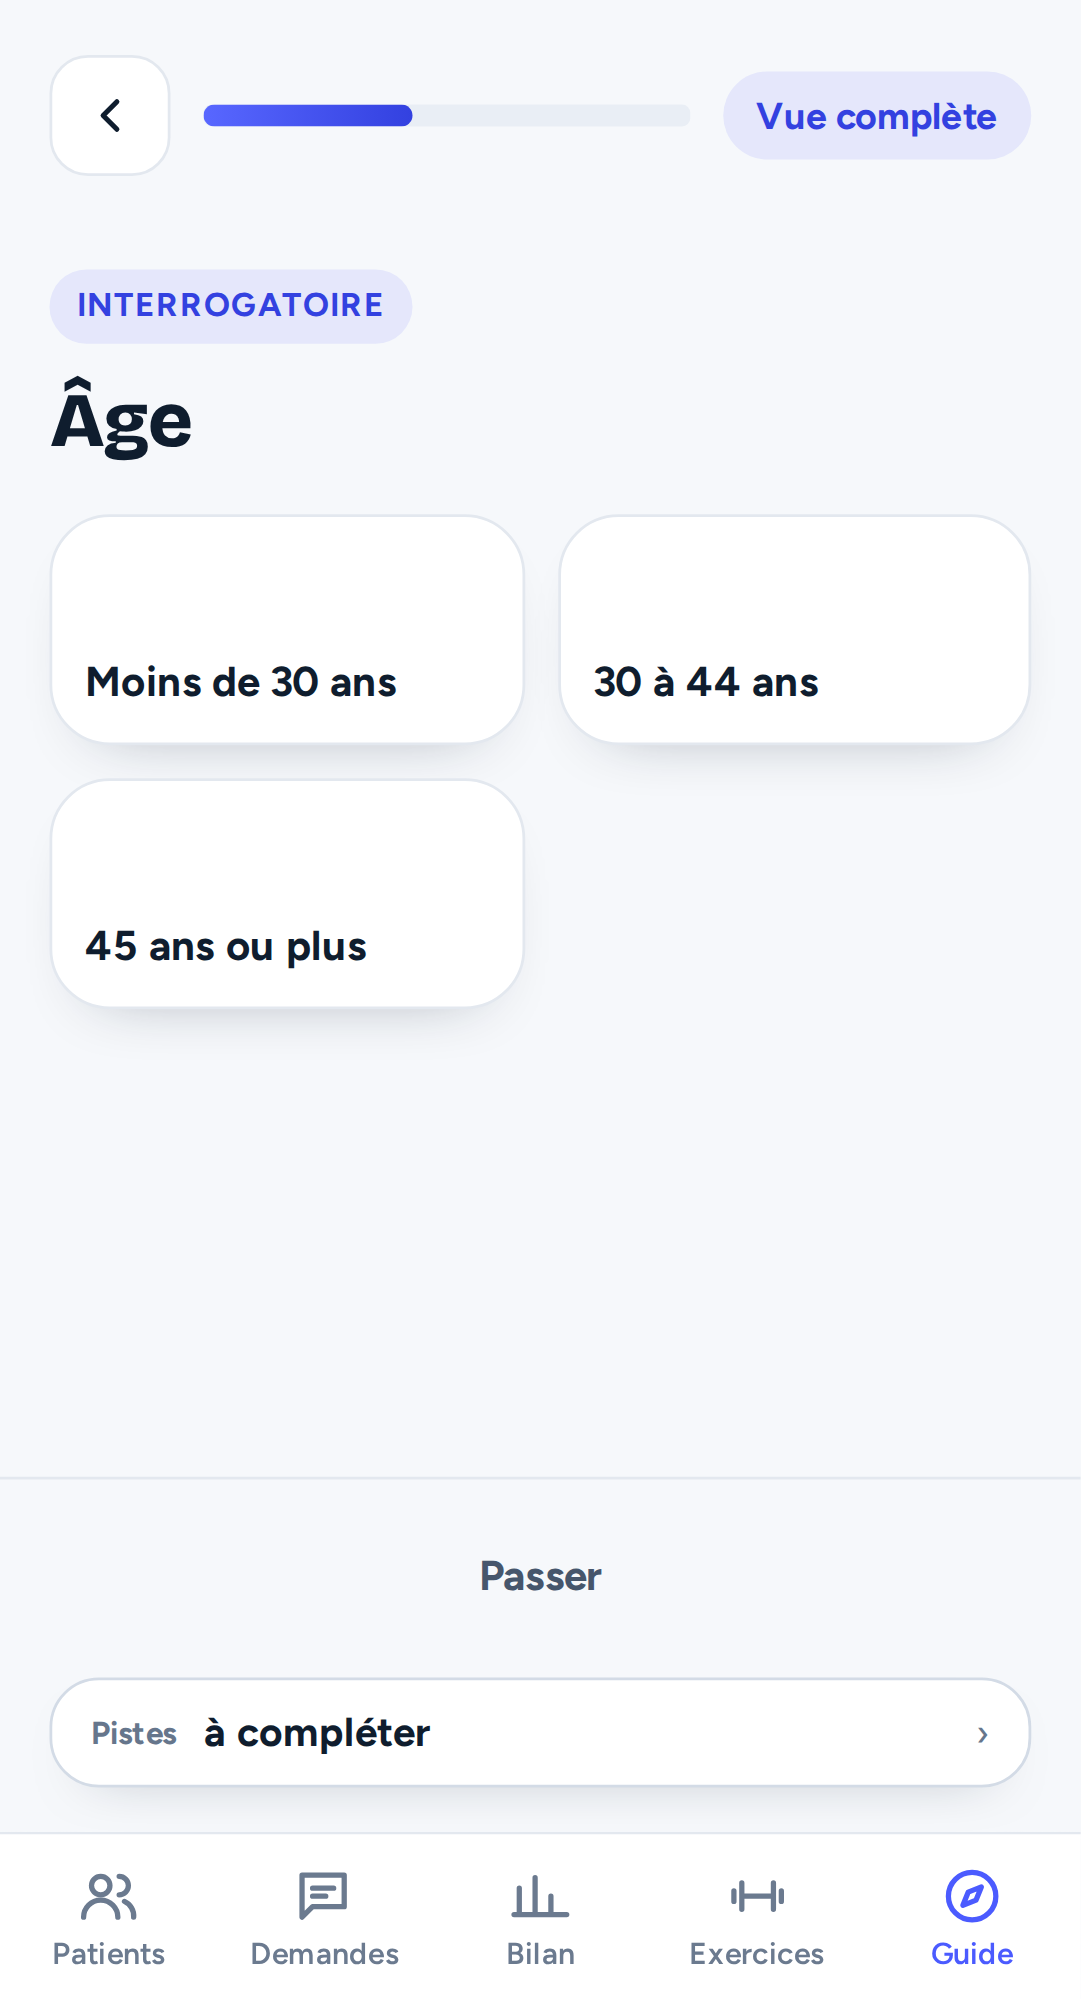 Vue complète
INTERROGATOIRE
Âge
Moins de 30 ans
30 à 44 ans
45 ans ou plus
Passer
Pistes à compléter ›
Patients
Demandes
Bilan
Exercices
Guide